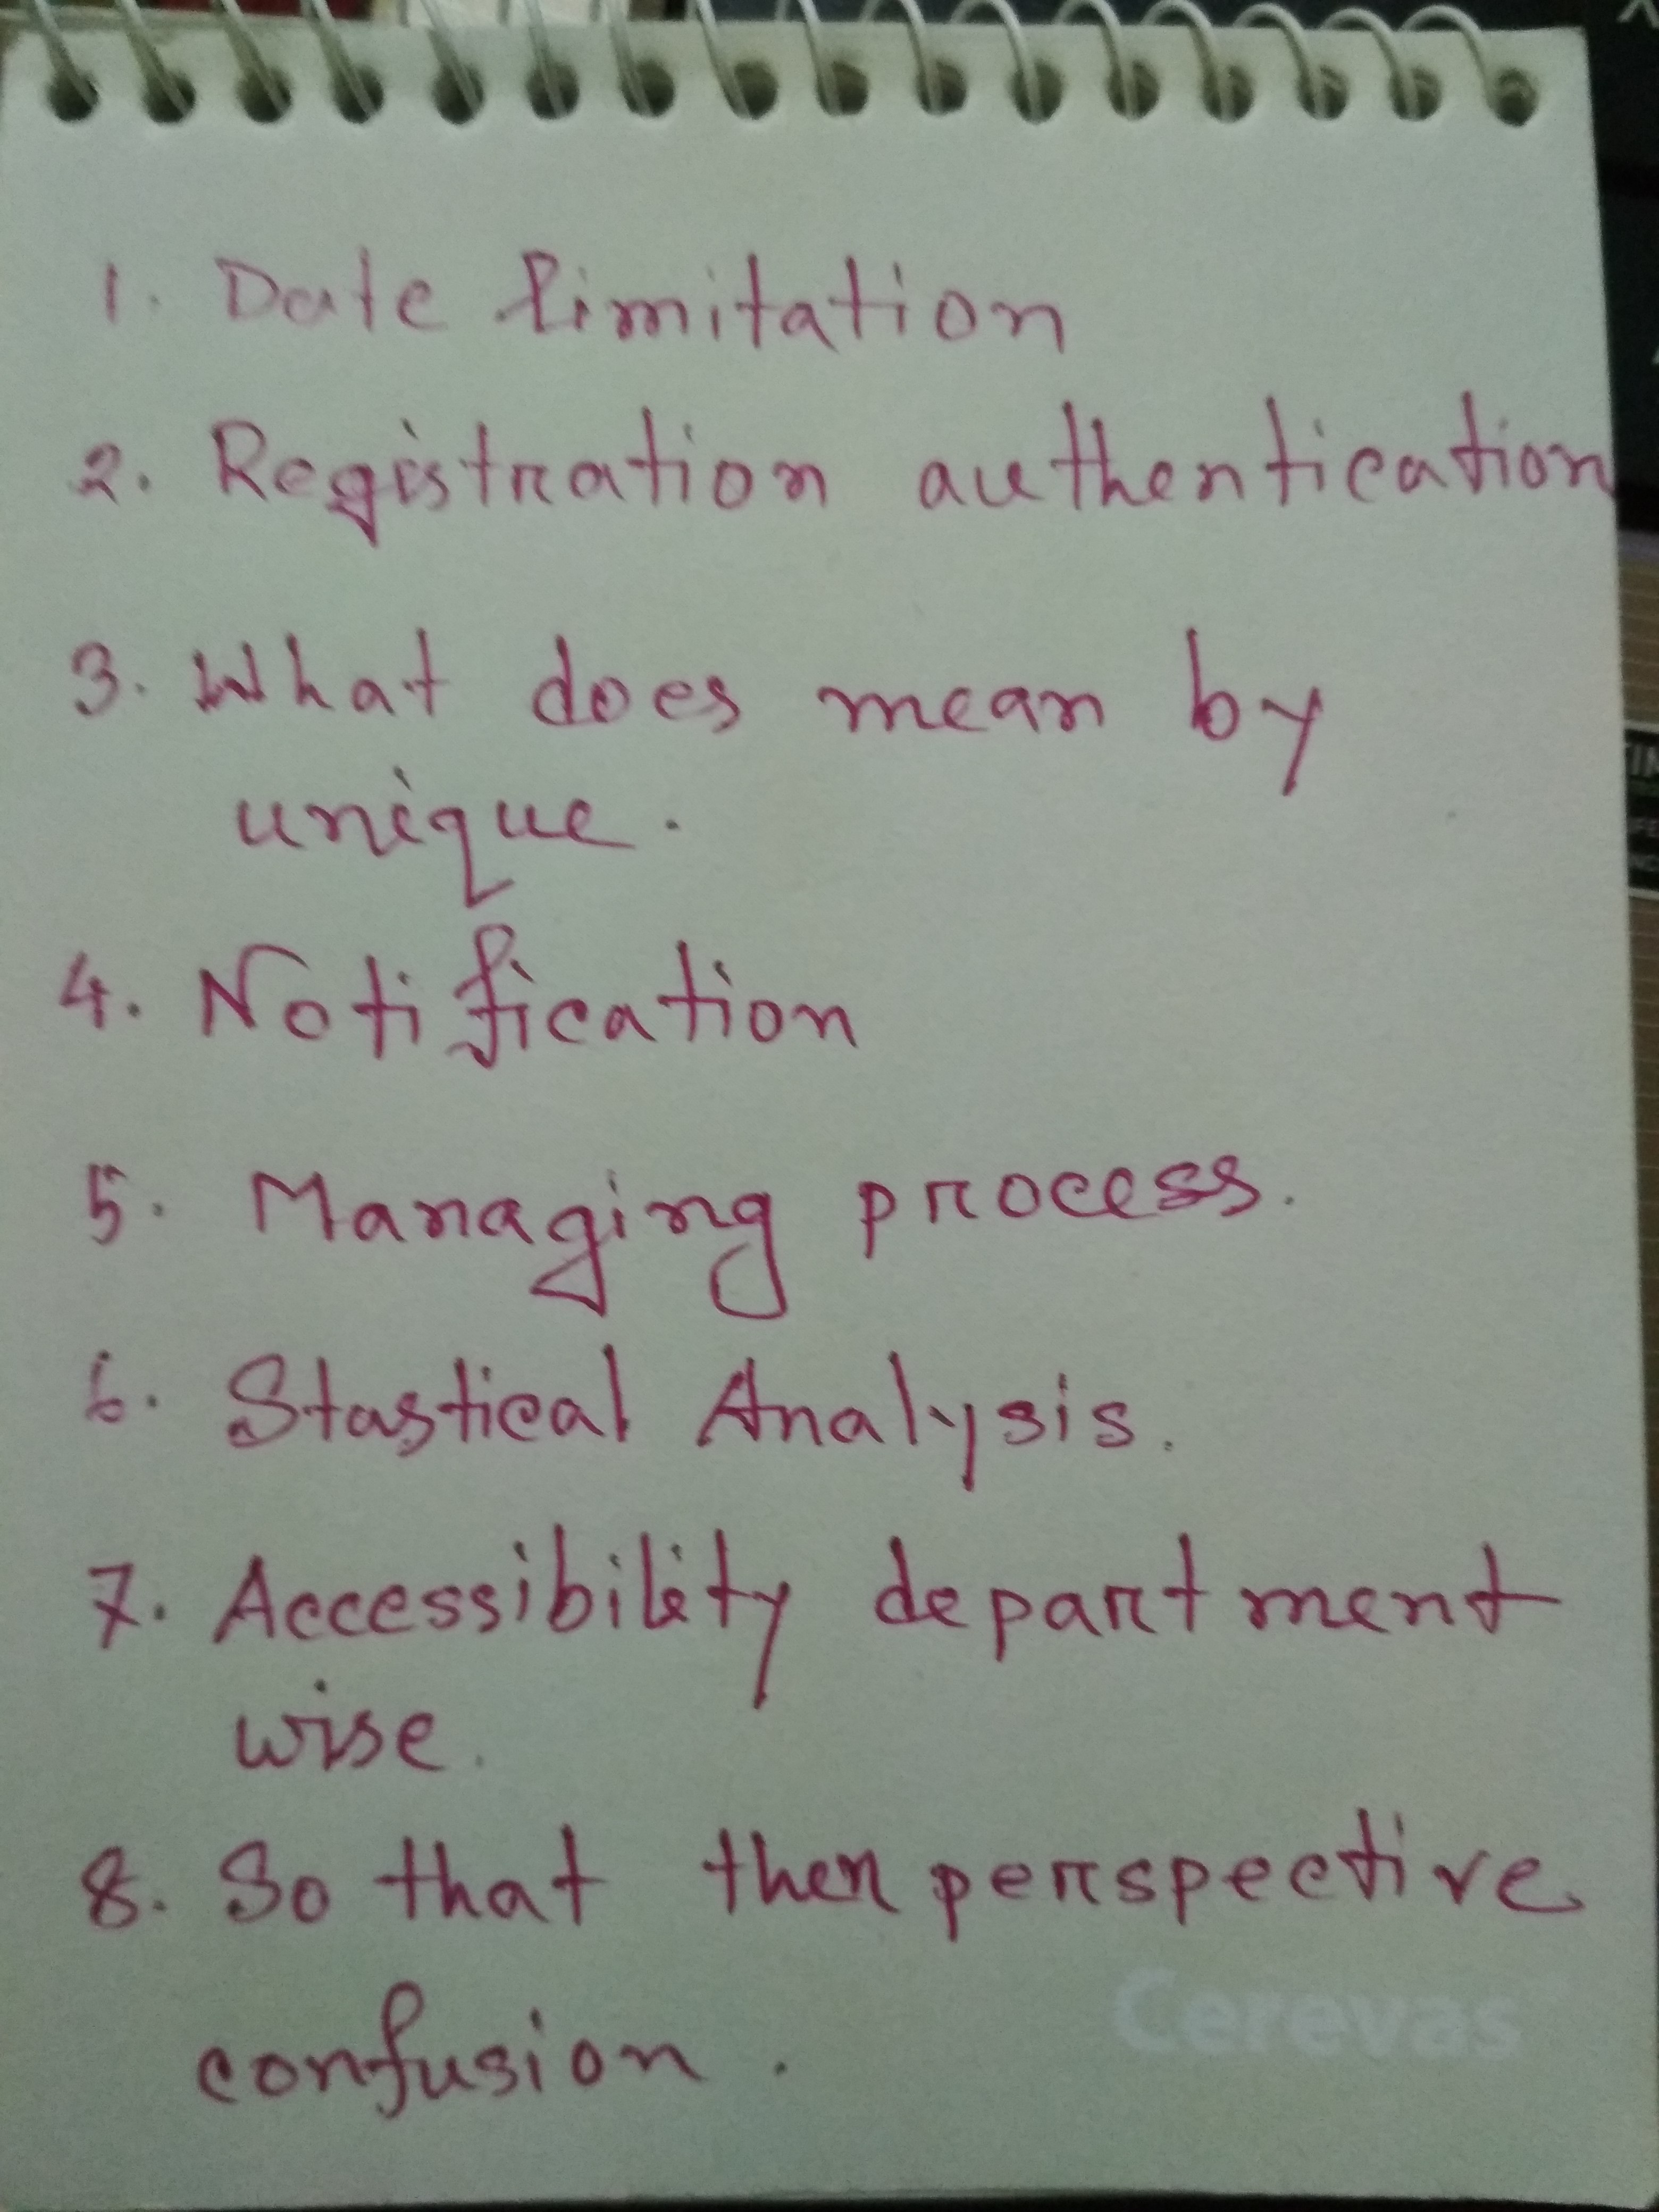 1. Date limitation
2. Registration authentication
3. What does mean by
unique.
4. Notification
5. Managing process.
6. Stastical Analysis.
7. Accessibility department
wise.
8. So that then perspective
confusion.
Cerevas